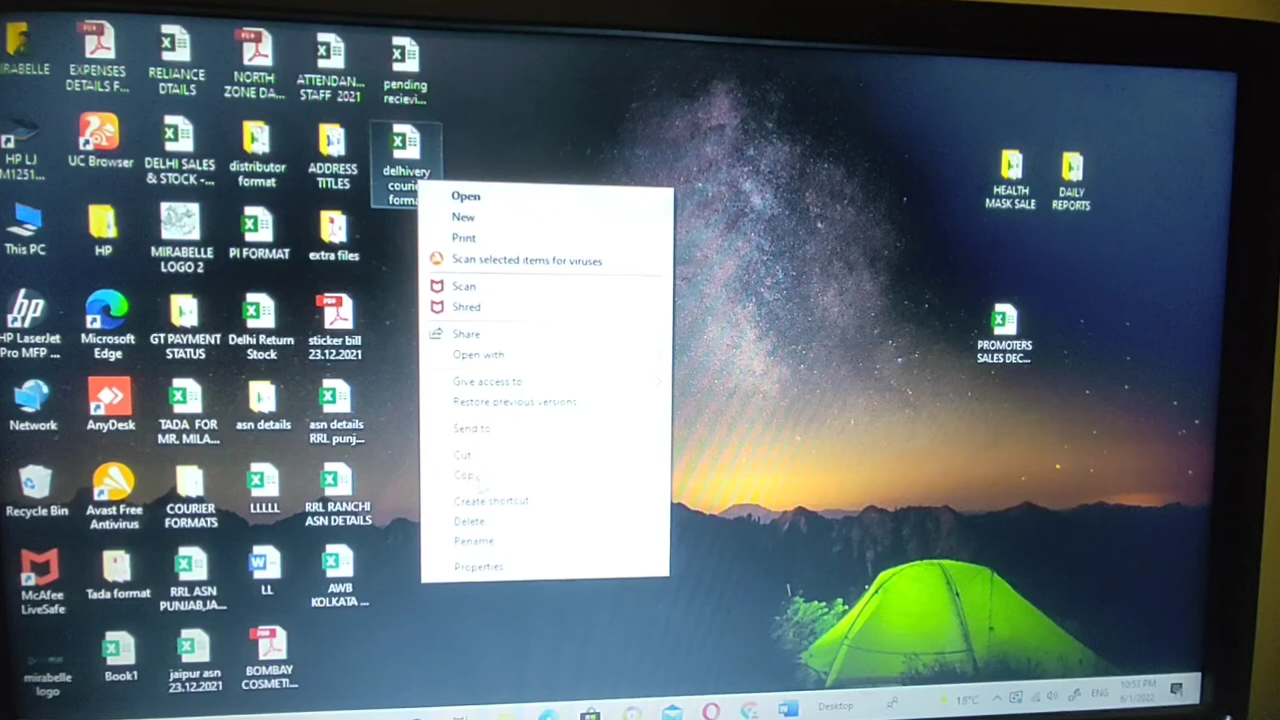 EXPENSES
DETAILS F...
RELIANCE
DTAILS
NORTH
ZONE DA...
ATTENDAN...
STAFF 2021
pending
recievi...
HP LJ
M1251...
UC Browser
DELHI SALES
& STOCK -...
distributor
format
ADDRESS
TITLES
delhivery
This PC
HP
MIRABELLE
LOGO 2
PI FORMAT
extra files
HP LaserJet
Pro MFP ...
Microsoft
Edge
GT PAYMENT
STATUS
Delhi Return
Stock
sticker bill
23.12.2021
Network
AnyDesk
TADA FOR
MR. MILA...
asn details
asn details
RRL punj...
Recycle Bin
Avast Free
Antivirus
COURIER
FORMATS
LLLLL
RRL RANCHI
ASN DETAILS
McAfee
LiveSafe
Tada format
RRL ASN
PUNJAB,JA...
LL
AWB
KOLKATA ...
mirabelle
logo
Book1
jaipur asn
23.12.2021
BOMBAY
COSMETI...
Open
New
Print
Scan selected items for viruses
Scan
Shred
Share
Open with
Give access to
Restore previous versions
Send to
Cut
Copy
Create shortcut
Delete
Rename
Properties
HEALTH
MASK SALE
DAILY
REPORTS
PROMOTERS
SALES DEC...
Desktop
18°C
ENG
10:53 PM
6/1/2022